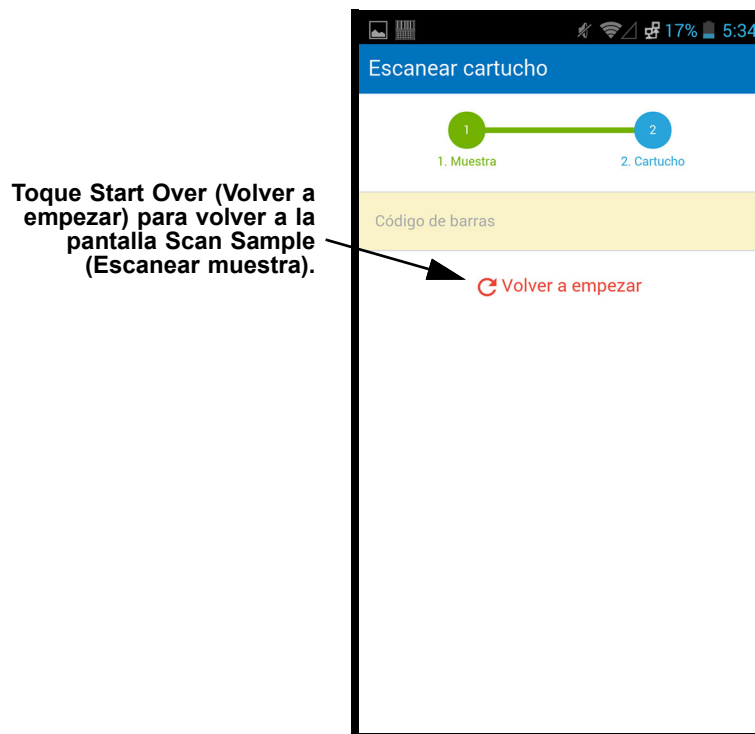 17% 5:34
Escanear cartucho
1 2
1. Muestra 2. Cartucho
Toque Start Over (Volver a
empezar) para volver a la
pantalla Scan Sample
(Escanear muestra).
Código de barras
Volver a empezar